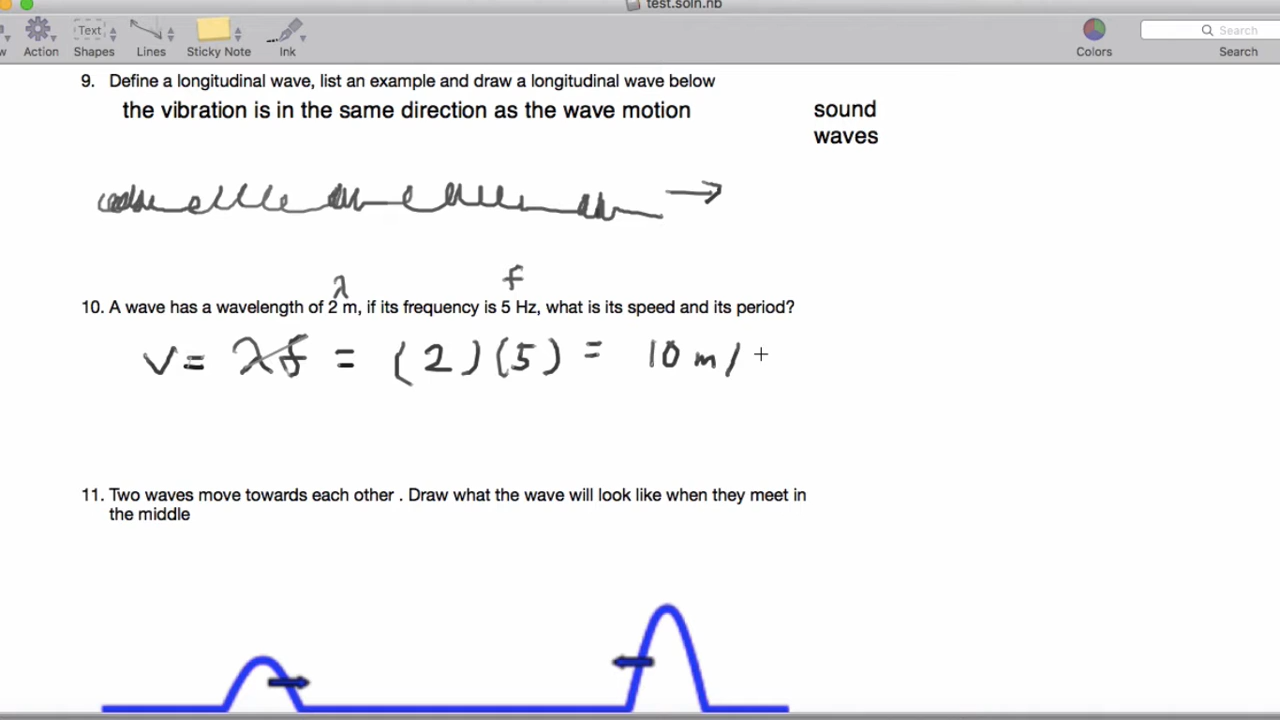 test.soln.nb
Action Shapes Lines Sticky Note Ink Colors Search
Text
Search
9. Define a longitudinal wave, list an example and draw a longitudinal wave below
the vibration is in the same direction as the wave motion
sound
waves
λ f
10. A wave has a wavelength of 2 m, if its frequency is 5 Hz, what is its speed and its period?
v = λf = (2)(5) = 10 m/
11. Two waves move towards each other . Draw what the wave will look like when they meet in
the middle